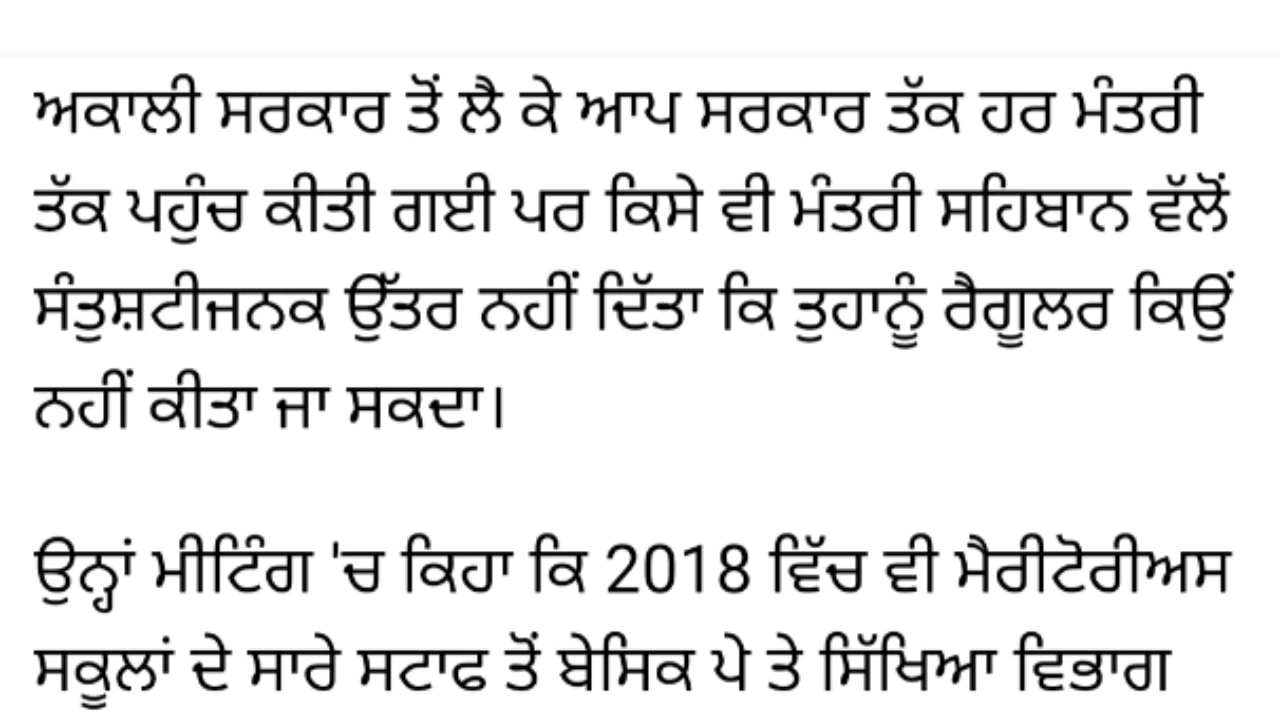 ਅਕਾਲੀ ਸਰਕਾਰ ਤੋਂ ਲੈ ਕੇ ਆਪ ਸਰਕਾਰ ਤੱਕ ਹਰ ਮੰਤਰੀ
ਤੱਕ ਪਹੁੰਚ ਕੀਤੀ ਗਈ ਪਰ ਕਿਸੇ ਵੀ ਮੰਤਰੀ ਸਹਿਬਾਨ ਵੱਲੋਂ
ਸੰਤੁਸ਼ਟੀਜਨਕ ਉੱਤਰ ਨਹੀਂ ਦਿੱਤਾ ਕਿ ਤੁਹਾਨੂੰ ਰੈਗੂਲਰ ਕਿਉਂ
ਨਹੀਂ ਕੀਤਾ ਜਾ ਸਕਦਾ।
ਉਨ੍ਹਾਂ ਮੀਟਿੰਗ 'ਚ ਕਿਹਾ ਕਿ 2018 ਵਿੱਚ ਵੀ ਮੈਰੀਟੋਰੀਅਸ
ਸਕੂਲਾਂ ਦੇ ਸਾਰੇ ਸਟਾਫ ਤੋਂ ਬੇਸਿਕ ਪੇ ਤੇ ਸਿੱਖਿਆ ਵਿਭਾਗ